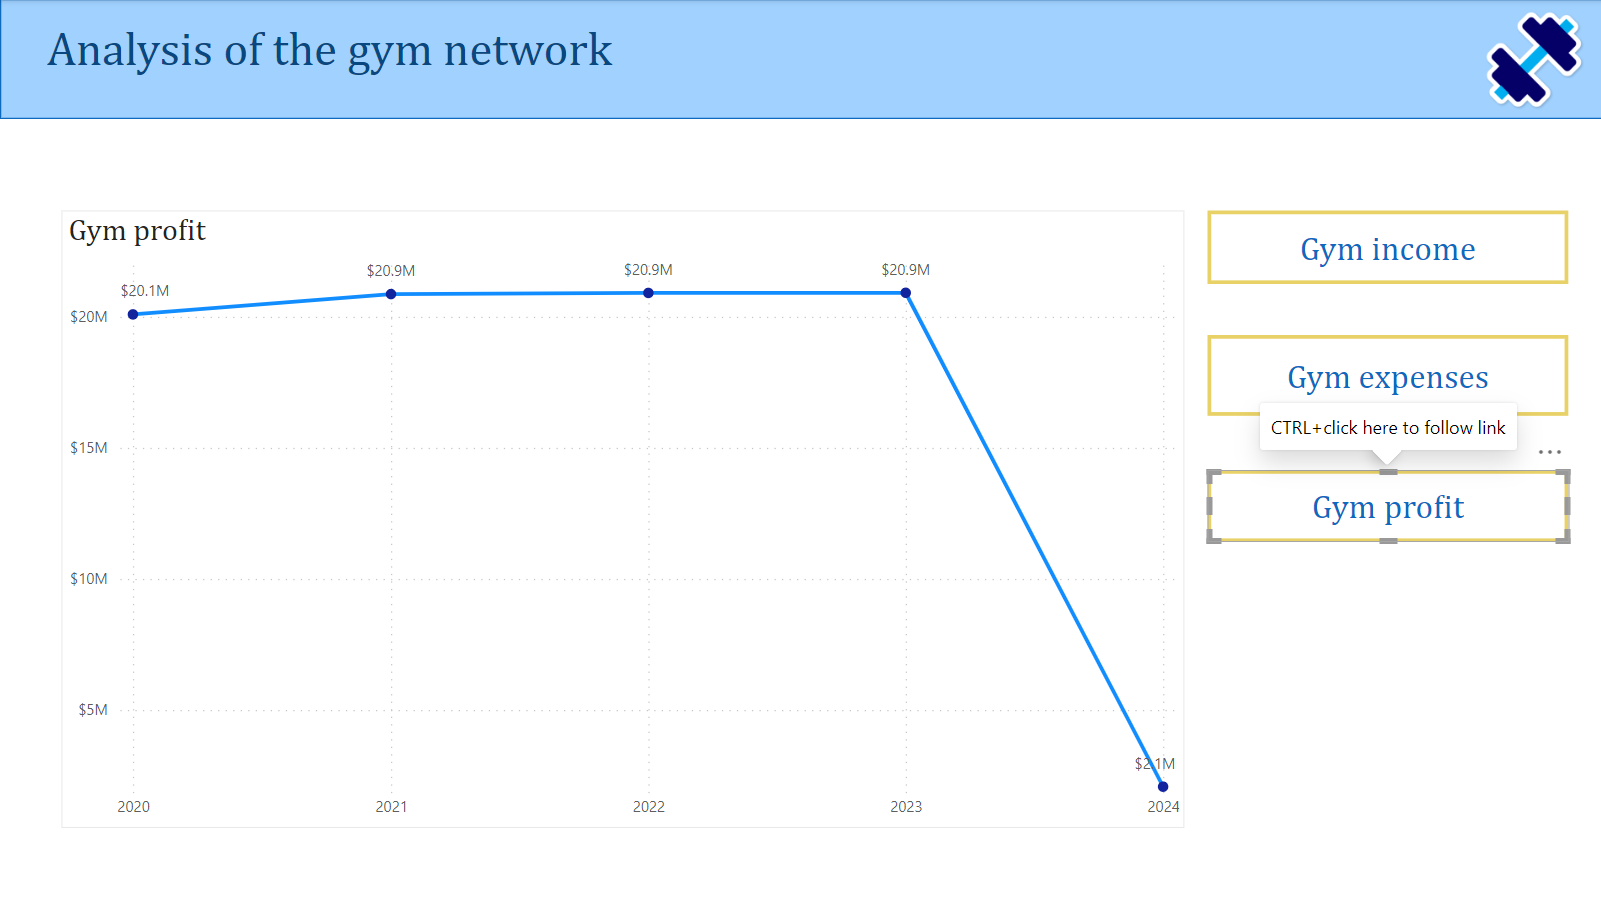 Analysis of the gym network
Gym profit
$20.1M
$20.9M
$20.9M
$20.9M
$2.1M
$20M
$15M
$10M
$5M
2020
2021
2022
2023
2024
Gym income
Gym expenses
CTRL+click here to follow link
Gym profit